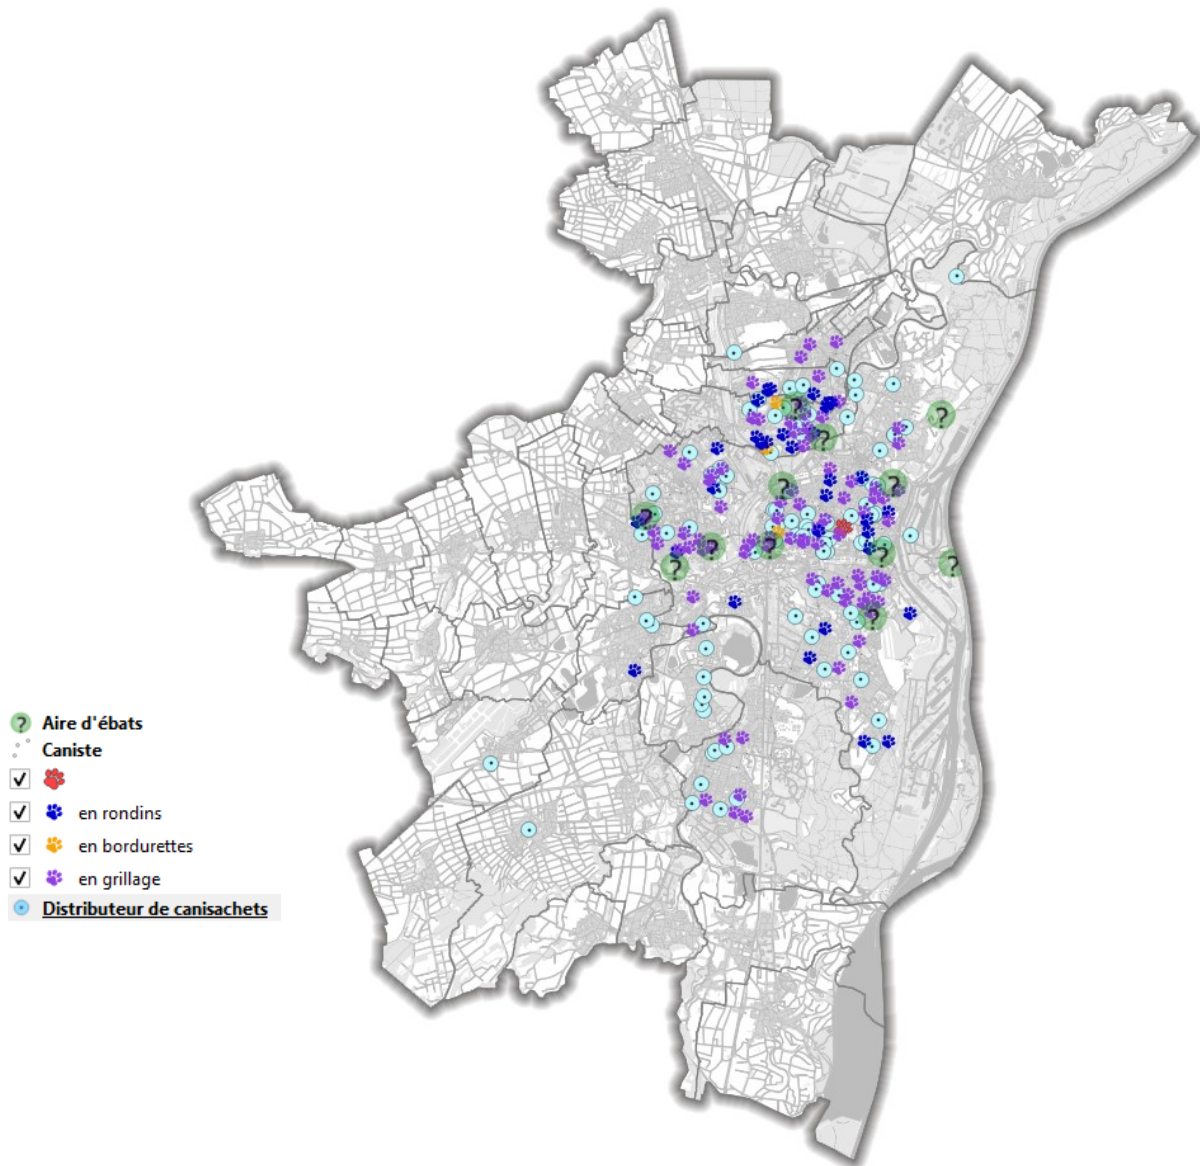 Aire d'ébats
Caniste
en rondins
en bordurettes
en grillage
Distributeur de canisachets